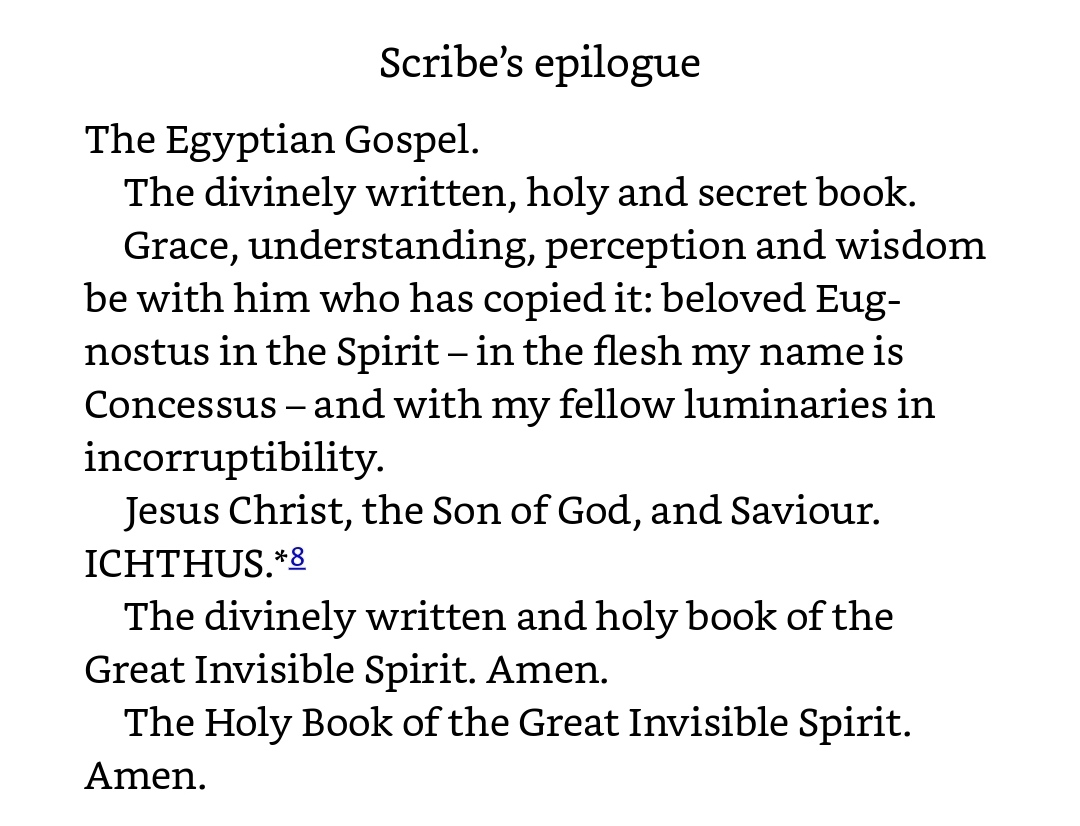 Scribe’s epilogue
The Egyptian Gospel.
The divinely written, holy and secret book.
Grace, understanding, perception and wisdom
be with him who has copied it: beloved Eug-
nostus in the Spirit – in the flesh my name is
Concessus – and with my fellow luminaries in
incorruptibility.
Jesus Christ, the Son of God, and Saviour.
ICHTHUS.*8
The divinely written and holy book of the
Great Invisible Spirit. Amen.
The Holy Book of the Great Invisible Spirit.
Amen.